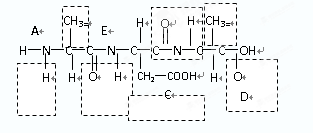 H O CH₃
A CH₃ E
H—N—C—C—N—C—C—N—C—C—OH
H H O H CH₂—COOH H H O
C D